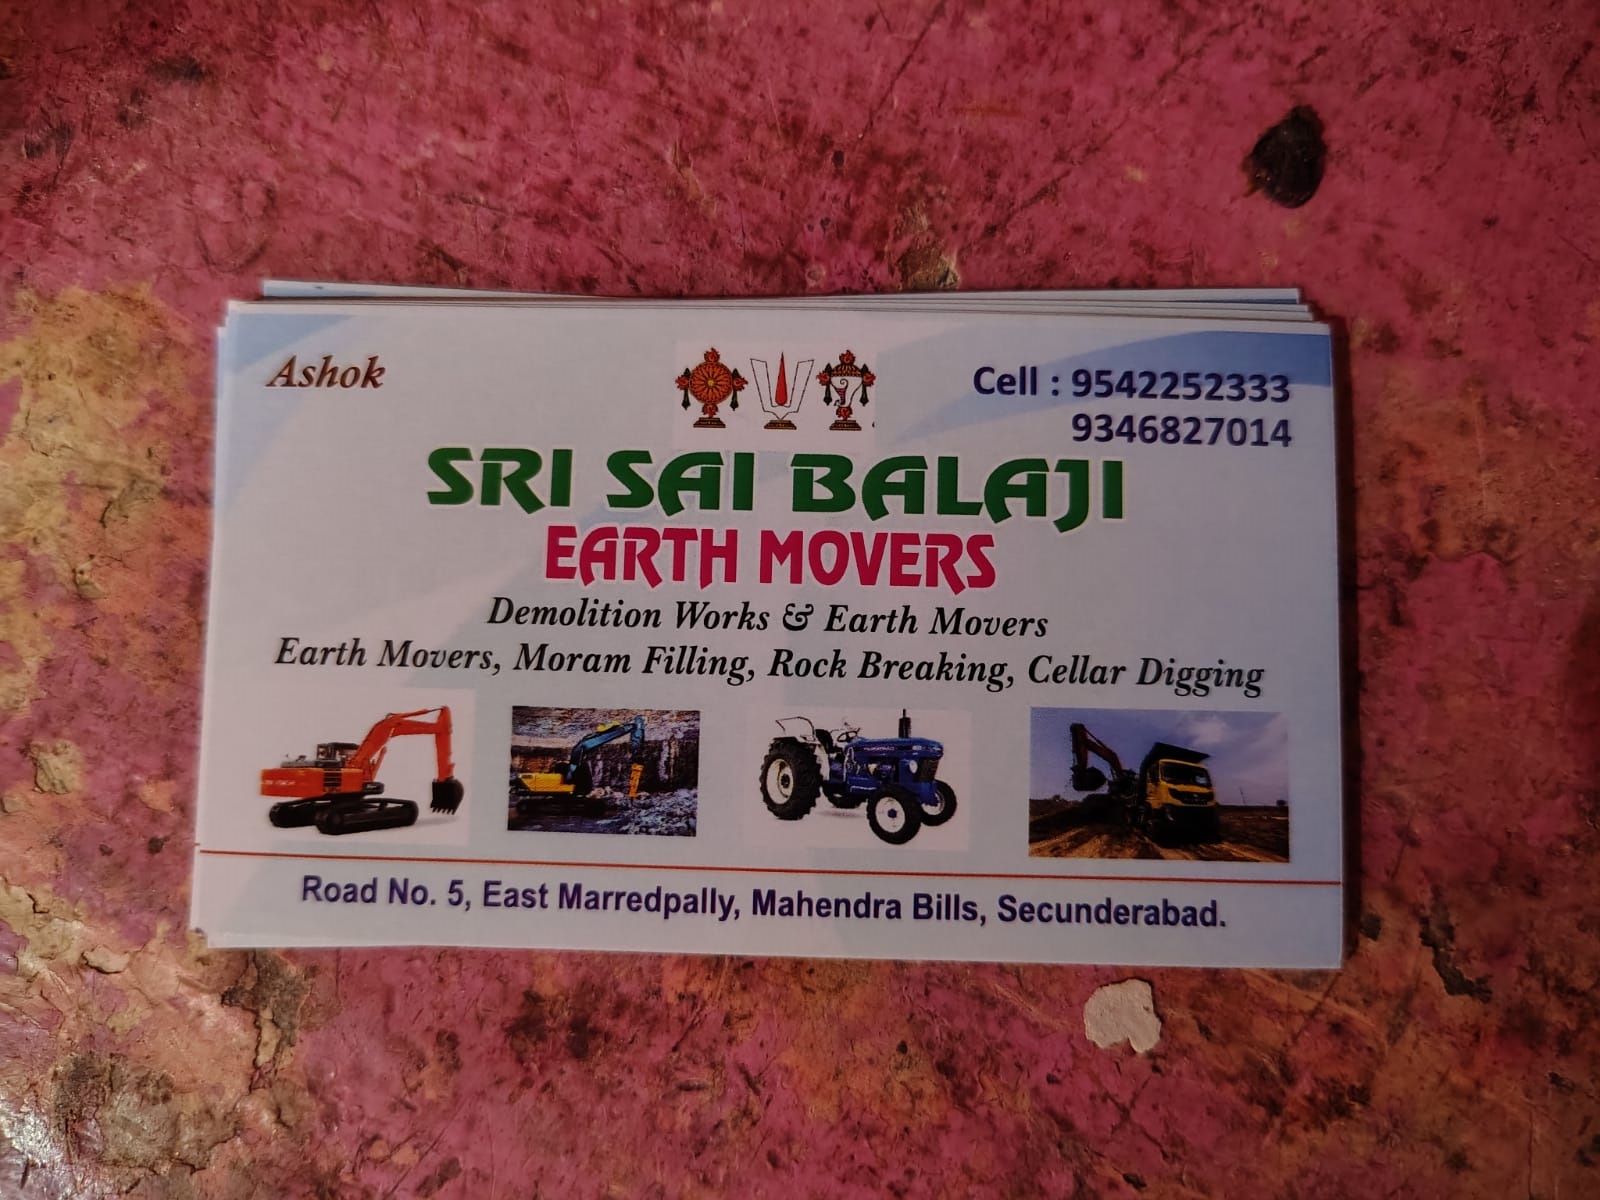 Ashok
Cell : 9542252333
9346827014
SRI SAI BALAJI
EARTH MOVERS
Demolition Works & Earth Movers
Earth Movers, Moram Filling, Rock Breaking, Cellar Digging
Road No. 5, East Marredpally, Mahendra Bills, Secunderabad.